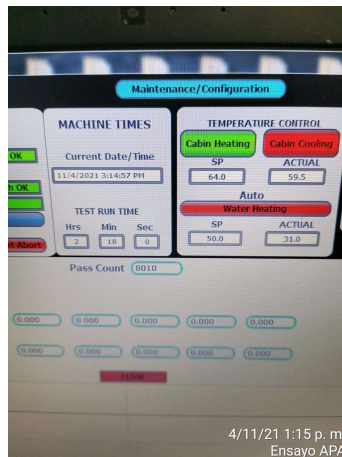 Maintenance/Configuration
MACHINE TIMES
Current Date/Time
11/4/2021 3:14:57 PM
TEST RUN TIME
Hrs Min Sec
2 18 0
OK
OK
Abort
TEMPERATURE CONTROL
Cabin Heating Cabin Cooling
SP ACTUAL
64.0 59.5
Auto
Water Heating
SP ACTUAL
50.0 31.0
Pass Count 8010
0.000 0.000 0.000 0.000 0.000
0.000 0.000 0.000 0.000 0.000
CLOSE
4/11/21 1:15 p. m
Ensayo APA